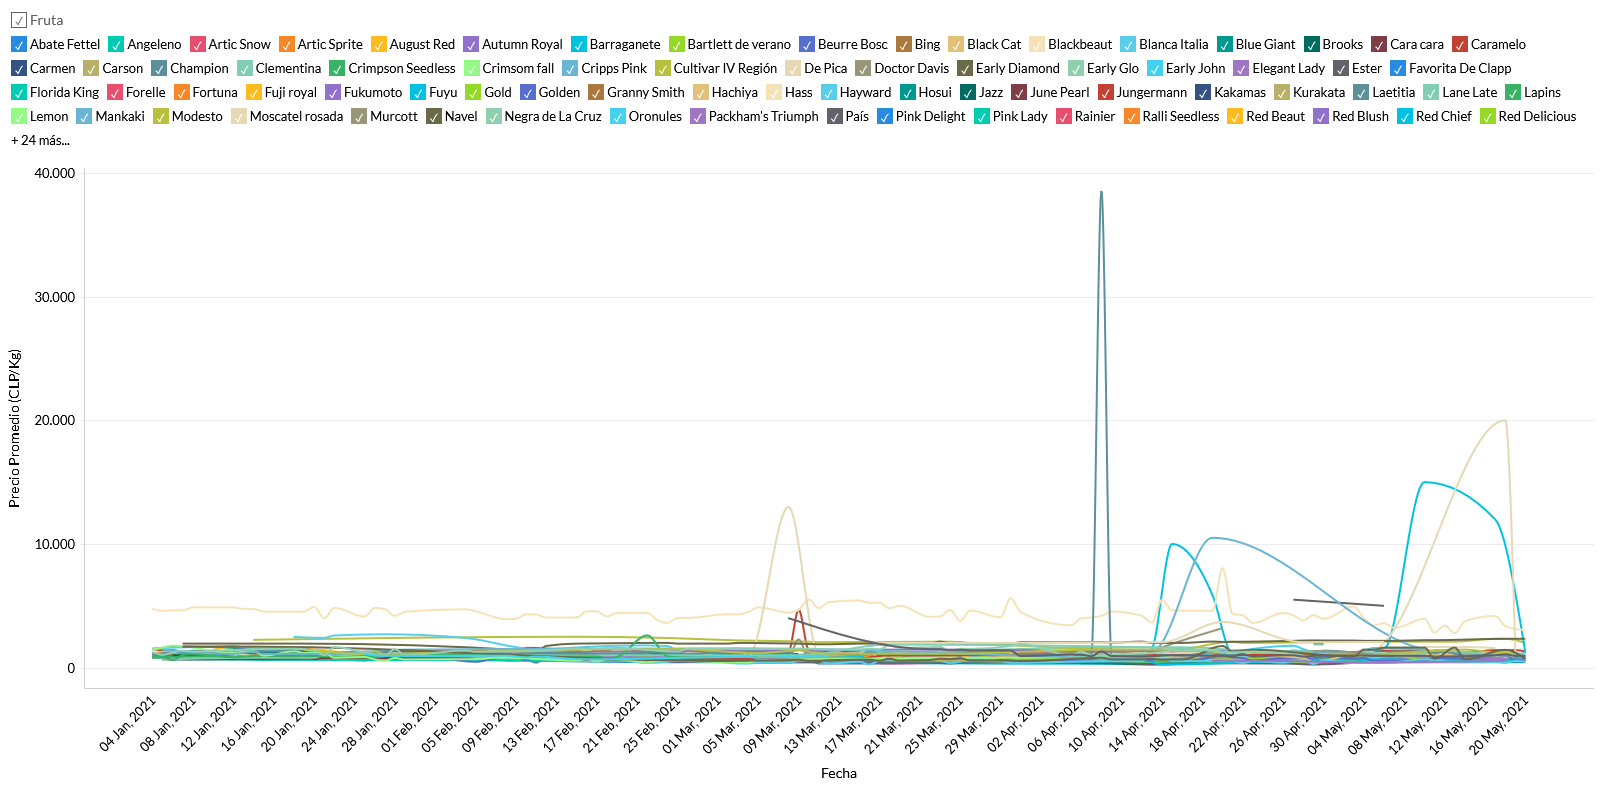 Fruta
Abate Fettel Angeleno Artic Snow Artic Sprite August Red Autumn Royal Barraganete Bartlett de verano Beurre Bosc Bing Black Cat Blackbeaut Blanca Italia Blue Giant Brooks Cara cara Caramelo
Carmen Carson Champion Clementina Crimpson Seedless Crimsom fall Cripps Pink Cultivar IV Región De Pica Doctor Davis Early Diamond Early Glo Early John Elegant Lady Ester Favorita De Clapp
Florida King Forelle Fortuna Fuji royal Fukumoto Fuyu Gold Golden Granny Smith Hachiya Hass Hayward Hosui Jazz June Pearl Jungermann Kakamas Kurakata Laetitia Lane Late Lapins
Lemon Mankaki Modesto Moscatel rosada Murcott Navel Negra de La Cruz Oronules Packham's Triumph País Pink Delight Pink Lady Rainier Ralli Seedless Red Beaut Red Blush Red Chief Red Delicious
+ 24 más...
40.000
30.000
20.000
10.000
0
Precio Promedio (CLP/Kg)
04 Jan, 2021 08 Jan, 2021 12 Jan, 2021 16 Jan, 2021 20 Jan, 2021 24 Jan, 2021 28 Jan, 2021 01 Feb, 2021 05 Feb, 2021 09 Feb, 2021 13 Feb, 2021 17 Feb, 2021 21 Feb, 2021 25 Feb, 2021 01 Mar, 2021 05 Mar, 2021 09 Mar, 2021 13 Mar, 2021 17 Mar, 2021 21 Mar, 2021 25 Mar, 2021 29 Mar, 2021 02 Apr, 2021 06 Apr, 2021 10 Apr, 2021 14 Apr, 2021 18 Apr, 2021 22 Apr, 2021 26 Apr, 2021 30 Apr, 2021 04 May, 2021 08 May, 2021 12 May, 2021 16 May, 2021 20 May, 2021
Fecha